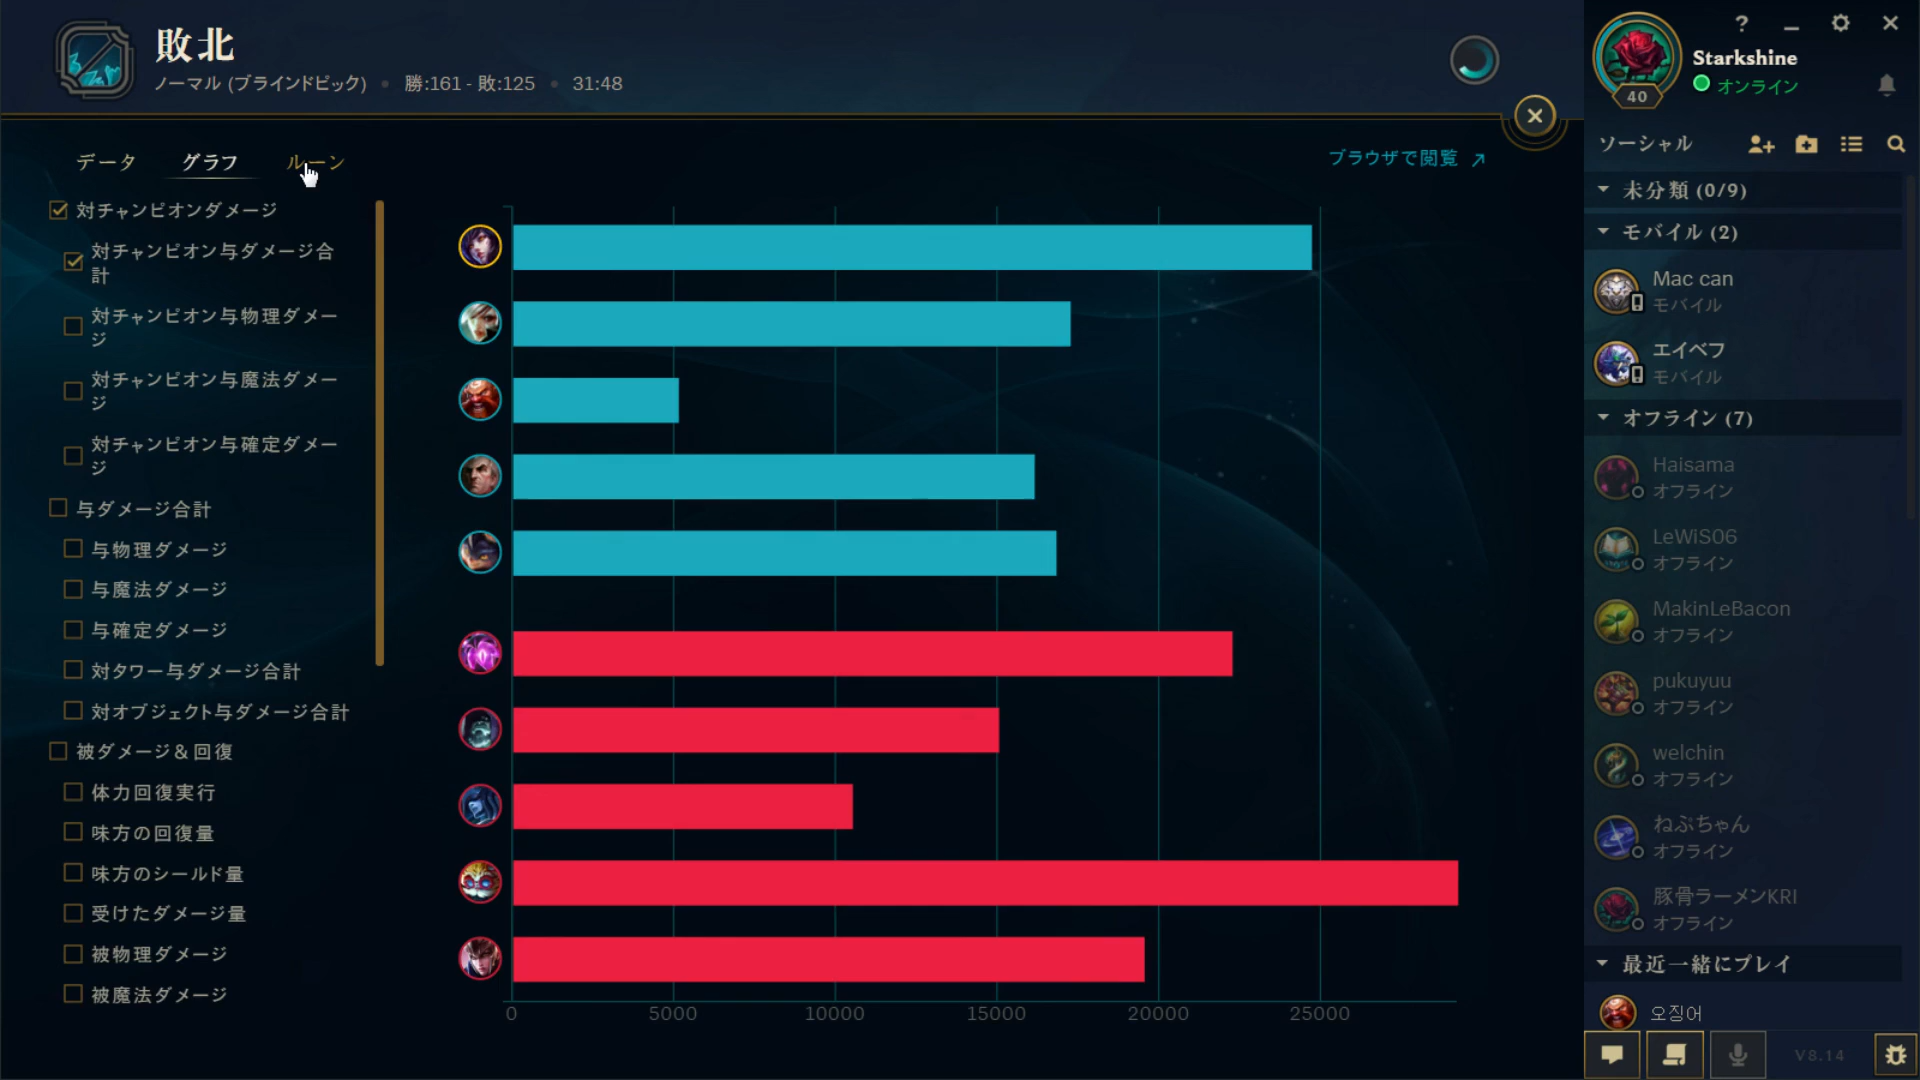 敗北
ノーマル (ブラインドピック) • 勝:161 - 敗:125 • 31:48
データ グラフ ルーン
ブラウザで閲覧
対チャンピオンダメージ
対チャンピオン与ダメージ合
計
対チャンピオン与物理ダメー
ジ
対チャンピオン与魔法ダメー
ジ
対チャンピオン与確定ダメー
ジ
与ダメージ合計
与物理ダメージ
与魔法ダメージ
与確定ダメージ
対タワー与ダメージ合計
対オブジェクト与ダメージ合計
被ダメージ＆回復
体力回復実行
味方の回復量
味方のシールド量
受けたダメージ量
被物理ダメージ
被魔法ダメージ
0 5000 10000 15000 20000 25000
?
40
Starkshine
オンライン
ソーシャル
未分類 (0/9)
モバイル (2)
Mac can
モバイル
エイベフ
モバイル
オフライン (7)
Haisama
オフライン
LeWiS06
オフライン
MakinLeBacon
オフライン
pukuyuu
オフライン
welchin
オフライン
ねぷちゃん
オフライン
豚骨ラーメンKRI
オフライン
最近一緒にプレイ
오징어
V8.14